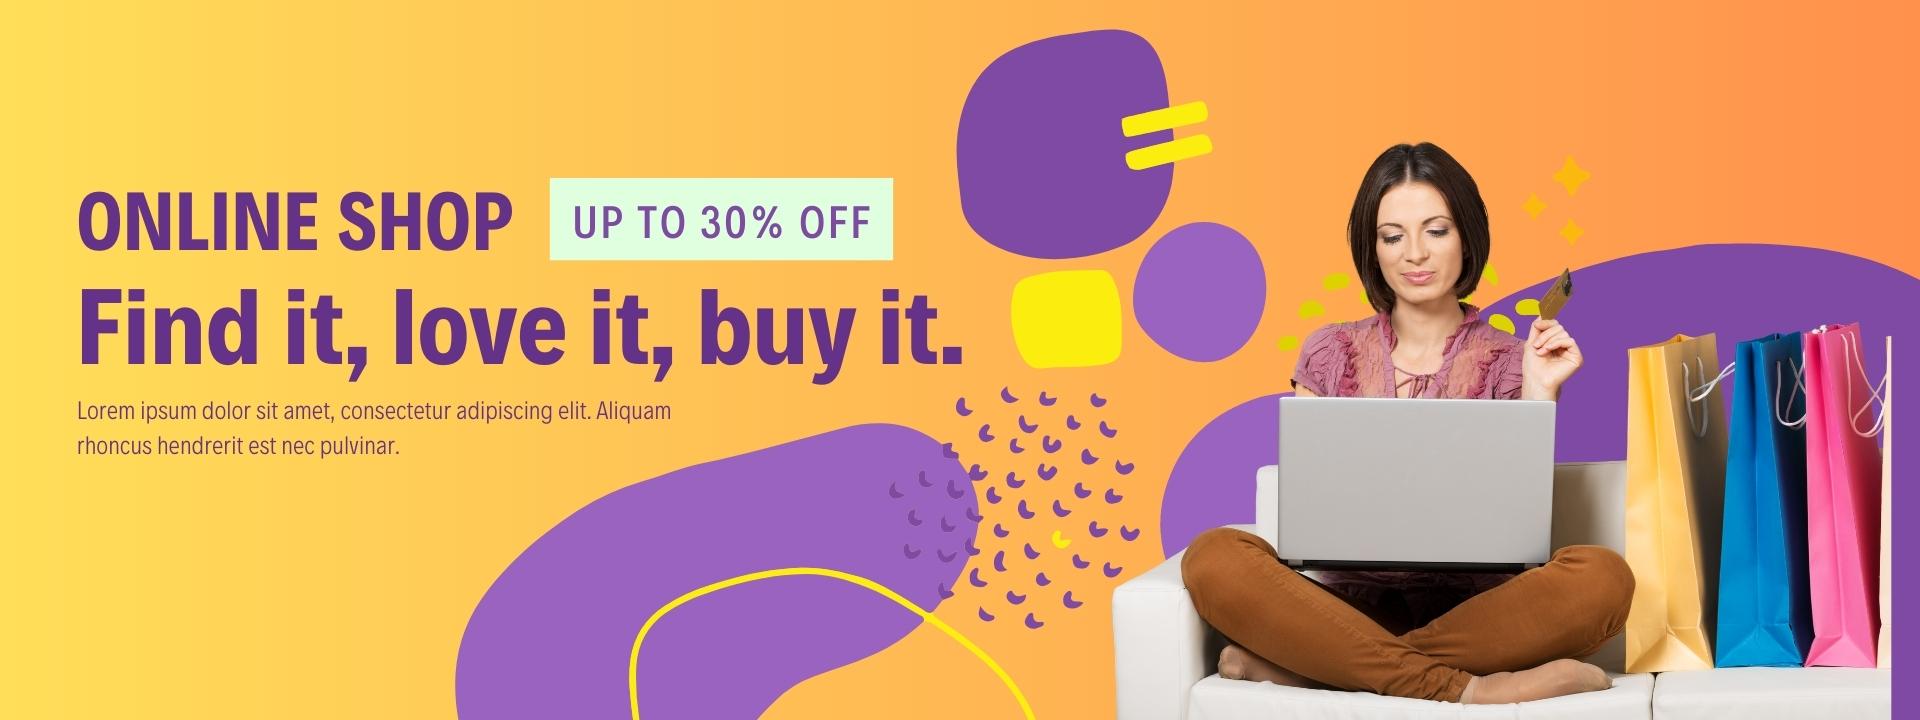 ONLINE SHOP UP TO 30% OFF
Find it, love it, buy it.
Lorem ipsum dolor sit amet, consectetur adipiscing elit. Aliquam
rhoncus hendrerit est nec pulvinar.